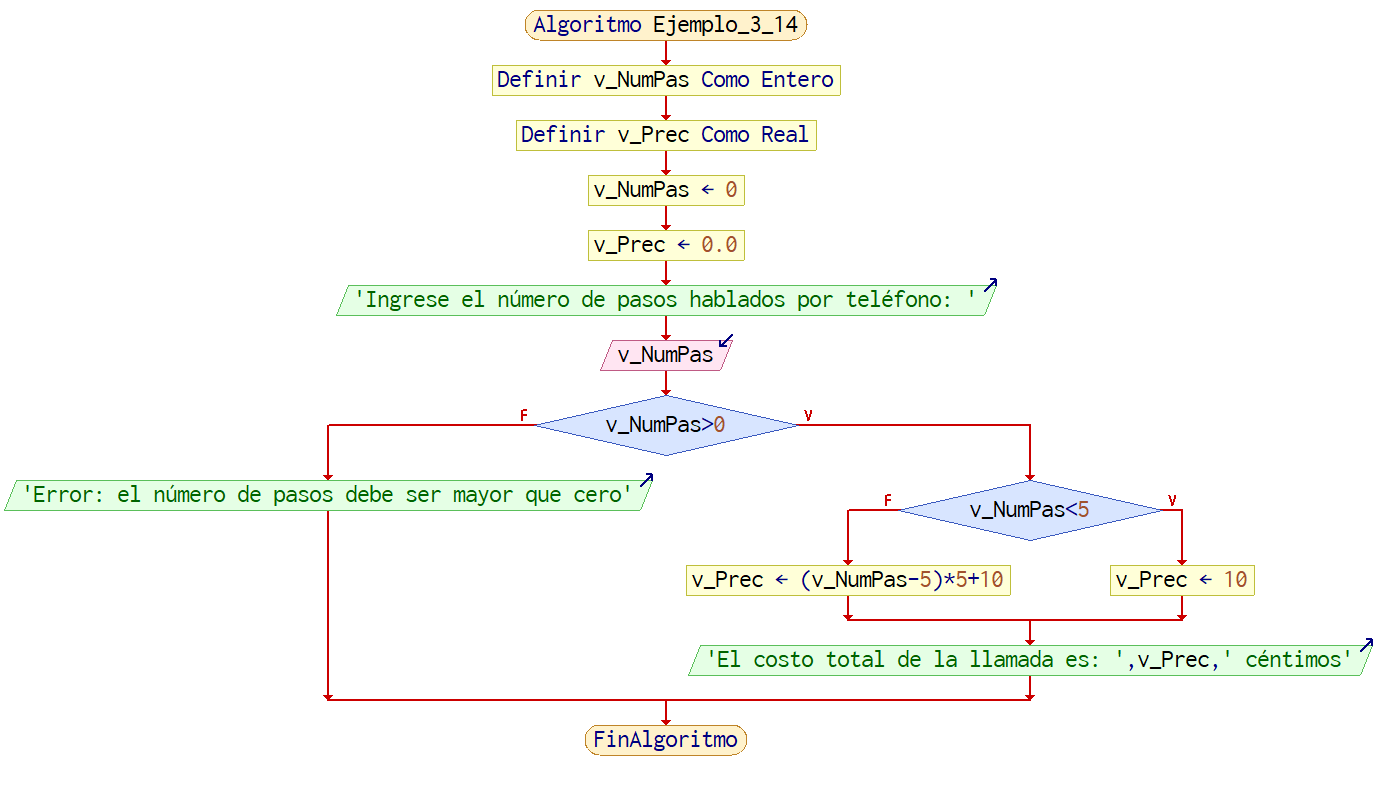 Algoritmo Ejemplo_3_14
Definir v_NumPas Como Entero
Definir v_Prec Como Real
v_NumPas ← 0
v_Prec ← 0.0
'Ingrese el número de pasos hablados por teléfono: '
v_NumPas
F
v_NumPas>0
V
'Error: el número de pasos debe ser mayor que cero'
F
v_NumPas<5
V
v_Prec ← (v_NumPas-5)*5+10
v_Prec ← 10
'El costo total de la llamada es: ',v_Prec,' céntimos'
FinAlgoritmo